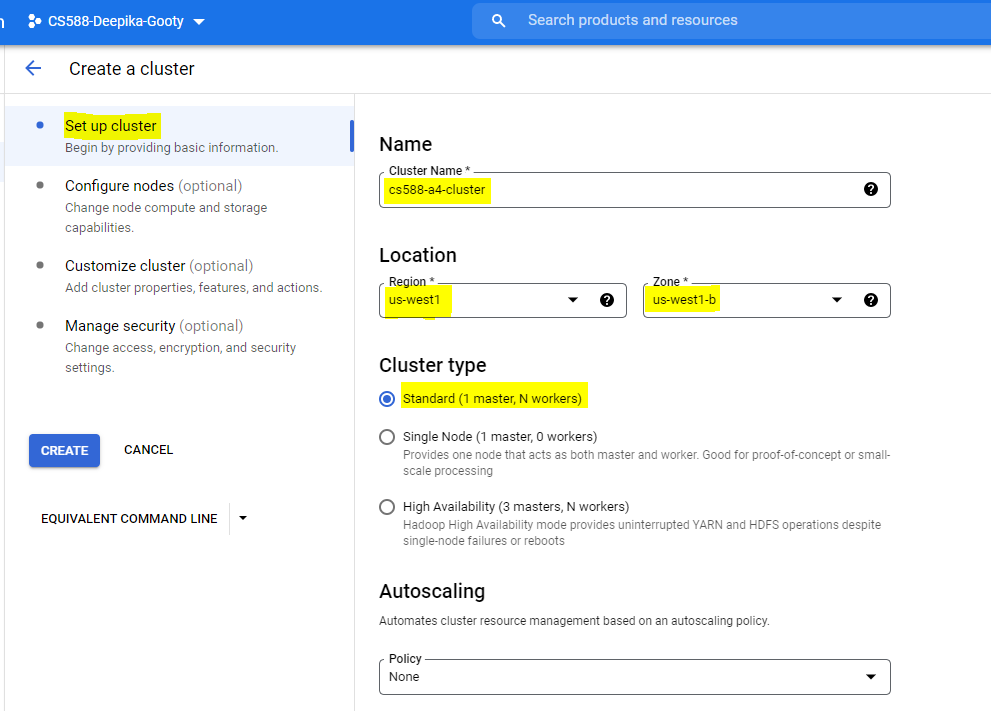 CS588-Deepika-Gooty
Search products and resources
Create a cluster
Set up cluster
Begin by providing basic information.
Configure nodes (optional)
Change node compute and storage
capabilities.
Customize cluster (optional)
Add cluster properties, features, and actions.
Manage security (optional)
Change access, encryption, and security
settings.
CREATE
CANCEL
EQUIVALENT COMMAND LINE
Name
Cluster Name *
cs588-a4-cluster
Location
Region *
us-west1
Zone *
us-west1-b
Cluster type
Standard (1 master, N workers)
Single Node (1 master, 0 workers)
Provides one node that acts as both master and worker. Good for proof-of-concept or small-
scale processing
High Availability (3 masters, N workers)
Hadoop High Availability mode provides uninterrupted YARN and HDFS operations despite
single-node failures or reboots
Autoscaling
Automates cluster resource management based on an autoscaling policy.
Policy
None